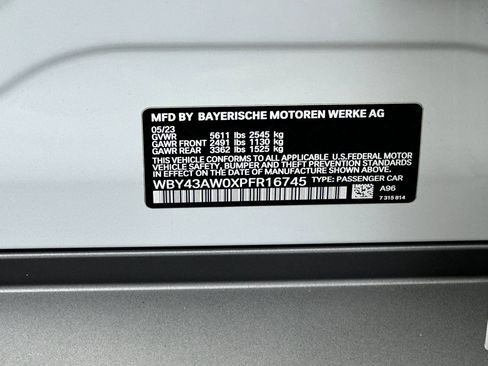 MFD BY BAYERISCHE MOTOREN WERKE AG
05/23
GVWR 5611 lbs 2545 kg
GAWR FRONT 2491 lbs 1130 kg
GAWR REAR 3362 lbs 1525 kg
THIS VEHICLE CONFORMS TO ALL APPLICABLE U.S.FEDERAL MOTOR
VEHICLE SAFETY, BUMPER AND THEFT PREVENTION STANDARDS
IN EFFECT ON THE DATE OF MANUFACTURE SHOWN ABOVE.
WBY43AW0XPFR16745 TYPE: PASSENGER CAR
A96
7 315 814